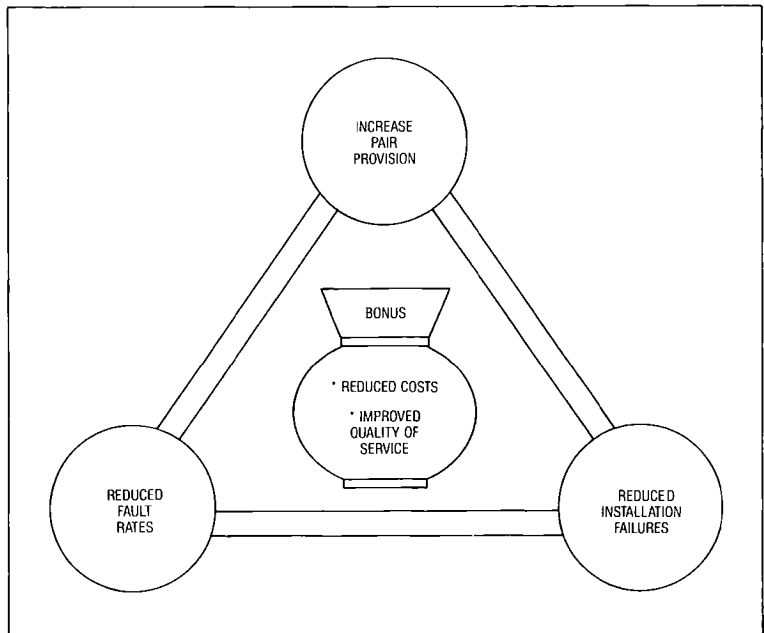 INCREASE
PAIR
PROVISION
BONUS
* REDUCED COSTS
* IMPROVED
QUALITY OF
SERVICE
REDUCED
FAULT
RATES
REDUCED
INSTALLATION
FAILURES